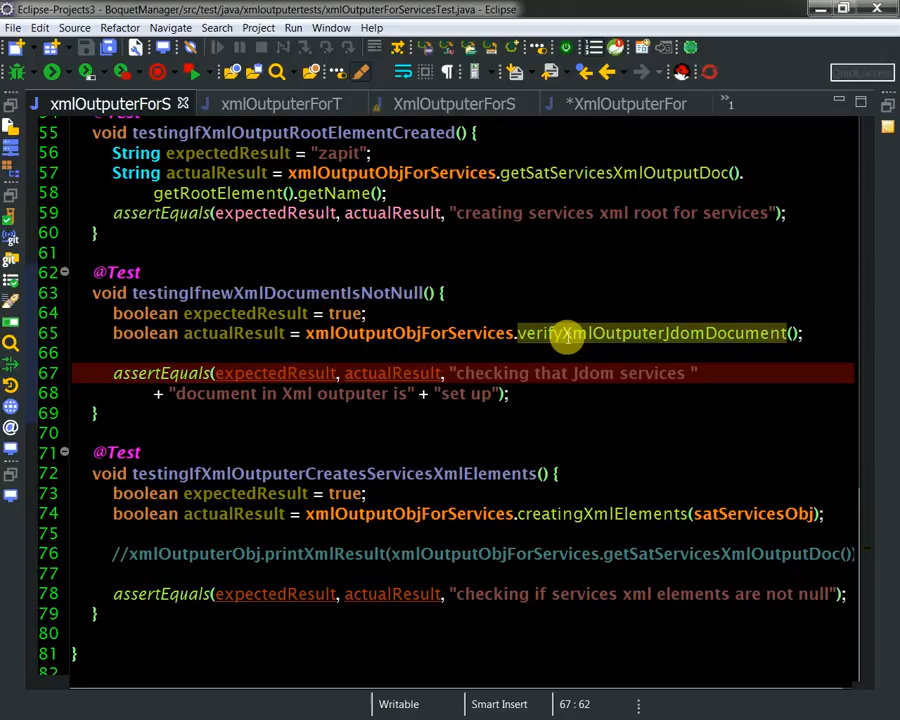 Eclipse-Projects3 - BoquetManager/src/test/java/xmloutputertests/xmlOutputerForServicesTest.java - Eclipse
File Edit Source Refactor Navigate Search Project Run Window Help
Quick Access
xmlOutputerForS xmlOutputerForT XMLOutputerForS *XMLOutputerFor »1
55 void testingIfXmlOutputRootElementCreated() {
56 String expectedResult = "zapit";
57 String actualResult = xmlOutputObjForServices.getSatServicesXmlOutputDoc().
58 getRootElement().getName();
59 assertEquals(expectedResult, actualResult, "creating services xml root for services");
60 }
61
62 @Test
63 void testingIfnewXmlDocumentIsNotNull() {
64 boolean expectedResult = true;
65 boolean actualResult = xmlOutputObjForServices.verifyXmlOutputerJdomDocument();
66
67 assertEquals(expectedResult, actualResult, "checking that Jdom services "
68 + "document in Xml outputer is" + "set up");
69 }
70
71 @Test
72 void testingIfXmlOutputerCreatesServicesXmlElements() {
73 boolean expectedResult = true;
74 boolean actualResult = xmlOutputObjForServices.creatingXmlElements(satServicesObj);
75
76 //xmlOutputerObj.printXmlResult(xmlOutputObjForServices.getSatServicesXmlOutputDoc())
77
78 assertEquals(expectedResult, actualResult, "checking if services xml elements are not null");
79 }
80
81 }
82
Writable Smart Insert 67 : 62